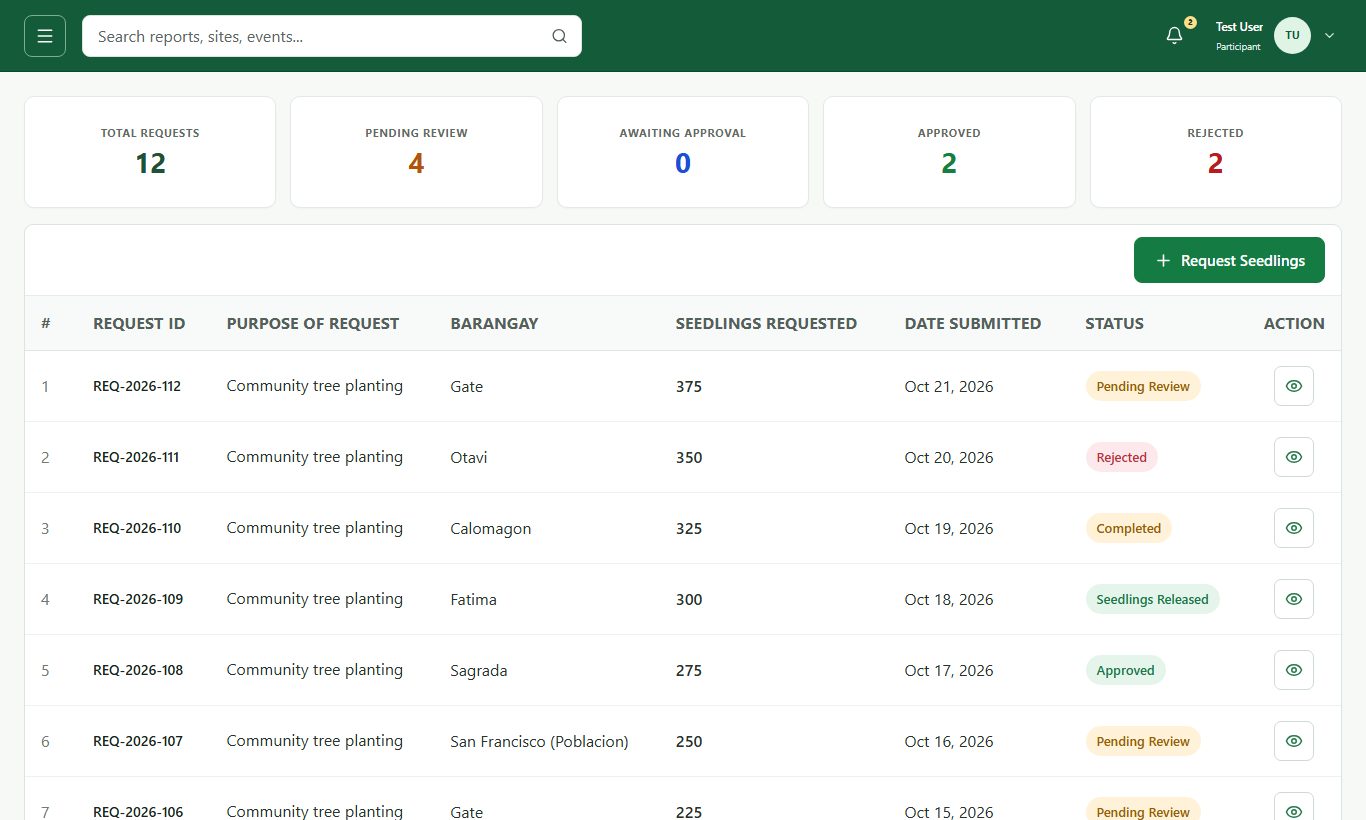 Search reports, sites, events...
2
Test User
Participant
TU
TOTAL REQUESTS
12
PENDING REVIEW
4
AWAITING APPROVAL
0
APPROVED
2
REJECTED
2
+ Request Seedlings
# REQUEST ID PURPOSE OF REQUEST BARANGAY SEEDLINGS REQUESTED DATE SUBMITTED STATUS ACTION
1 REQ-2026-112 Community tree planting Gate 375 Oct 21, 2026 Pending Review
2 REQ-2026-111 Community tree planting Otavi 350 Oct 20, 2026 Rejected
3 REQ-2026-110 Community tree planting Calomagon 325 Oct 19, 2026 Completed
4 REQ-2026-109 Community tree planting Fatima 300 Oct 18, 2026 Seedlings Released
5 REQ-2026-108 Community tree planting Sagrada 275 Oct 17, 2026 Approved
6 REQ-2026-107 Community tree planting San Francisco (Poblacion) 250 Oct 16, 2026 Pending Review
7 REQ-2026-106 Community tree planting Gate 225 Oct 15, 2026 Pending Review